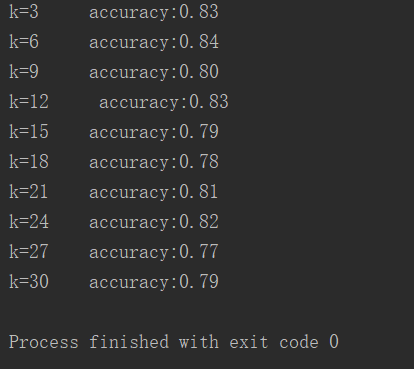 k=3    accuracy:0.83
k=6    accuracy:0.84
k=9    accuracy:0.80
k=12     accuracy:0.83
k=15    accuracy:0.79
k=18    accuracy:0.78
k=21    accuracy:0.81
k=24    accuracy:0.82
k=27    accuracy:0.77
k=30    accuracy:0.79
Process finished with exit code 0